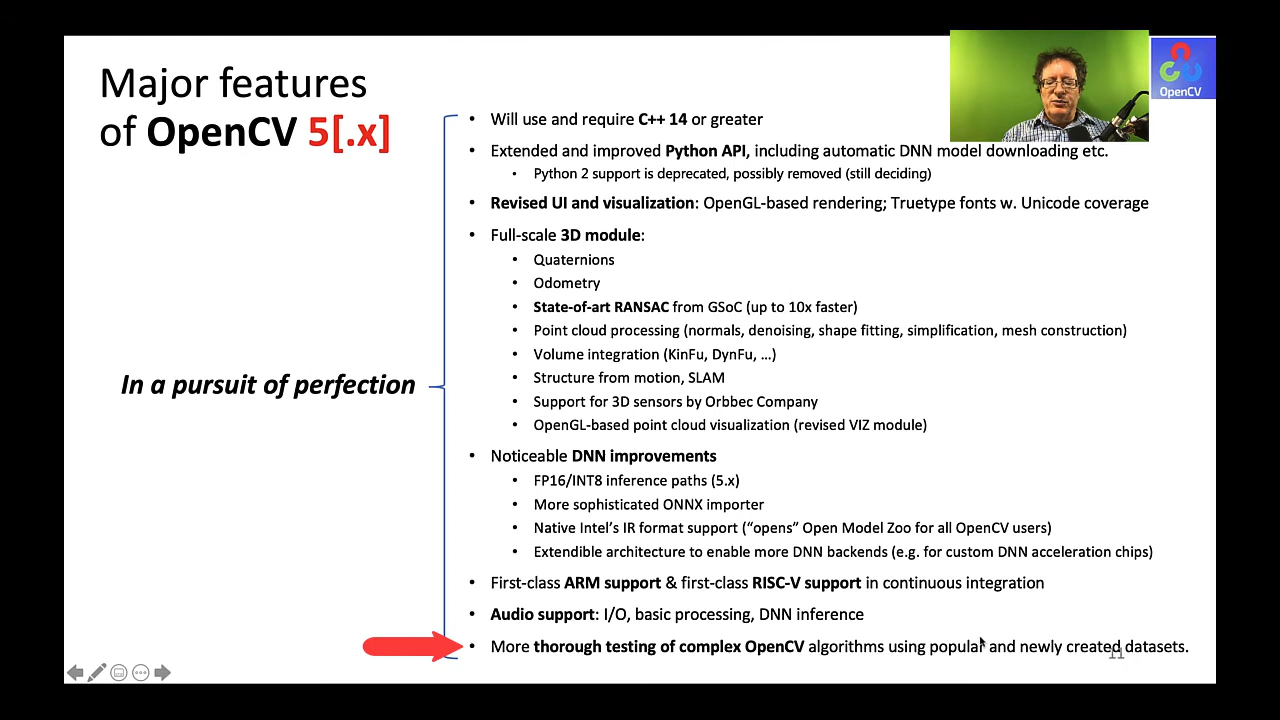 Major features
of OpenCV 5[.x]
OpenCV
• Will use and require C++ 14 or greater
• Extended and improved Python API, including automatic DNN model downloading etc.
• Python 2 support is deprecated, possibly removed (still deciding)
• Revised UI and visualization: OpenGL-based rendering; Truetype fonts w. Unicode coverage
• Full-scale 3D module:
• Quaternions
• Odometry
• State-of-art RANSAC from GSoC (up to 10x faster)
• Point cloud processing (normals, denoising, shape fitting, simplification, mesh construction)
• Volume integration (KinFu, DynFu, …)
In a pursuit of perfection
• Structure from motion, SLAM
• Support for 3D sensors by Orbbec Company
• OpenGL-based point cloud visualization (revised VIZ module)
• Noticeable DNN improvements
• FP16/INT8 inference paths (5.x)
• More sophisticated ONNX importer
• Native Intel’s IR format support (“opens” Open Model Zoo for all OpenCV users)
• Extendible architecture to enable more DNN backends (e.g. for custom DNN acceleration chips)
• First-class ARM support & first-class RISC-V support in continuous integration
• Audio support: I/O, basic processing, DNN inference
• More thorough testing of complex OpenCV algorithms using popular and newly created datasets.
11